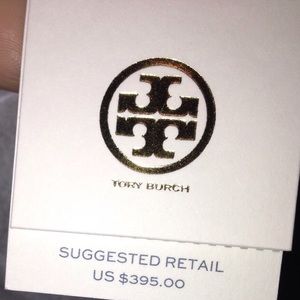 TORY BURCH
SUGGESTED RETAIL
US $395.00